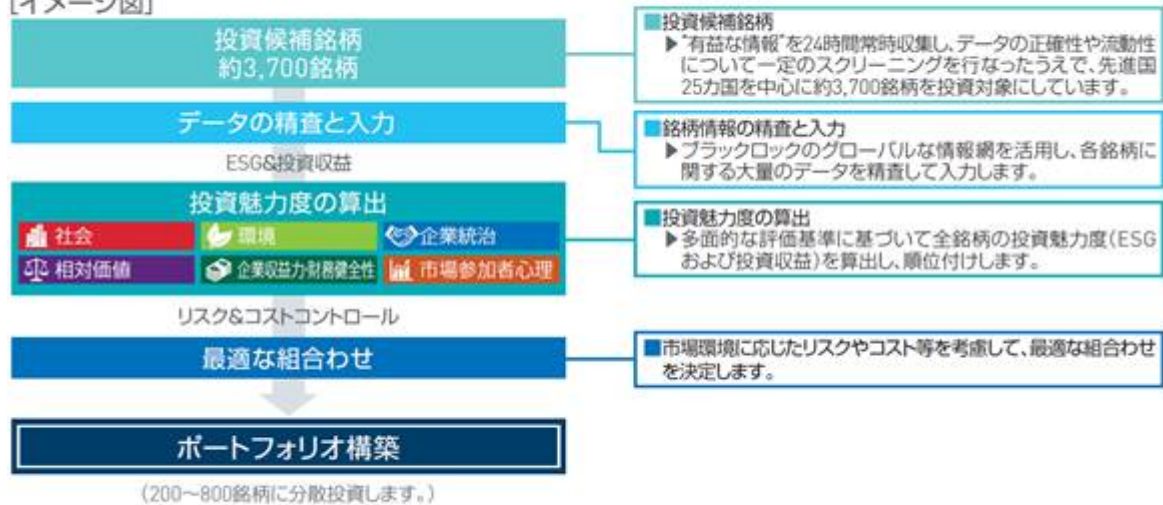 [イメージ図]
投資候補銘柄
約3,700銘柄
データの精査と入力
ESG&投資収益
投資魅力度の算出
社会
環境
企業統治
相対価値
企業収益力/財務健全性
市場参加者心理
リスク&コストコントロール
最適な組合わせ
ポートフォリオ構築
(200〜800銘柄に分散投資します。)
■投資候補銘柄
▶"有益な情報"を24時間常時収集し、データの正確性や流動性
について一定のスクリーニングを行なったうえで、先進国
25カ国を中心に約3,700銘柄を投資対象にしています。
■銘柄情報の精査と入力
▶ブラックロックのグローバルな情報網を活用し、各銘柄に
関する大量のデータを精査して入力します。
■投資魅力度の算出
▶多面的な評価基準に基づいて全銘柄の投資魅力度(ESG
および投資収益)を算出し、順位付けします。
■市場環境に応じたリスクやコスト等を考慮して、最適な組合わせ
を決定します。